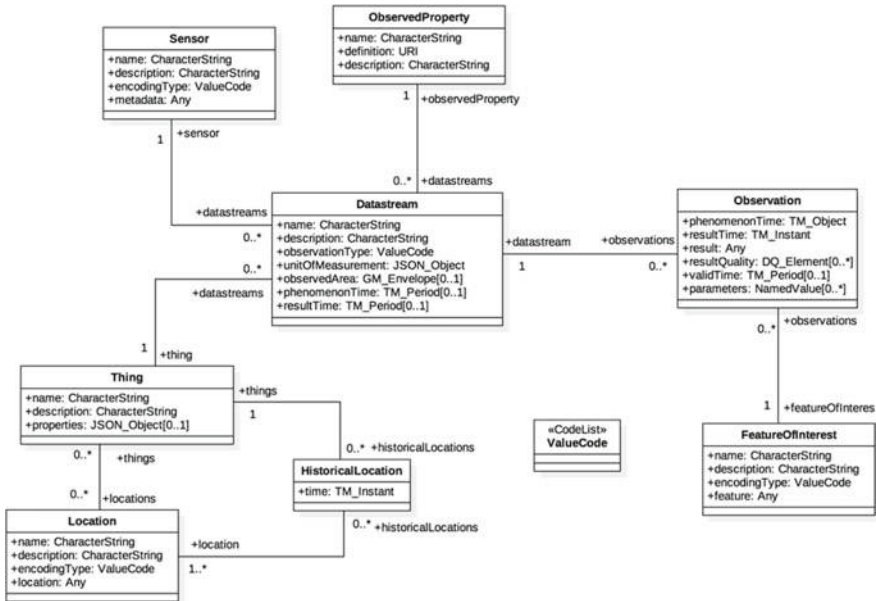 ObservedProperty
+name: CharacterString
+definition: URI
+description: CharacterString
Sensor
+name: CharacterString
+description: CharacterString
+encodingType: ValueCode
+metadata: Any
1
+observedProperty
1
+sensor
0..*
+datastreams
+datastreams
0..*
Datastream
+name: CharacterString
+description: CharacterString
+observationType: ValueCode
+unitOfMeasurement: JSON_Object
+observedArea: GM_Envelope[0..1]
+phenomenonTime: TM_Period[0..1]
+resultTime: TM_Period[0..1]
+datastream
1
+observations
0..*
Observation
+phenomenonTime: TM_Object
+resultTime: TM_Instant
+result: Any
+resultQuality: DQ_Element[0..*]
+validTime: TM_Period[0..1]
+parameters: NamedValue[0..*]
0..*
+datastreams
1
+thing
0..*
+observations
Thing
+name: CharacterString
+description: CharacterString
+properties: JSON_Object[0..1]
+things
1
0..*
+historicalLocations
1
+featureOfInteres
«CodeList»
ValueCode
FeatureOfInterest
+name: CharacterString
+description: CharacterString
+encodingType: ValueCode
+feature: Any
0..*
+things
0..*
+locations
HistoricalLocation
+time: TM_Instant
0..*
+historicalLocations
Location
+name: CharacterString
+description: CharacterString
+encodingType: ValueCode
+location: Any
+location
1..*